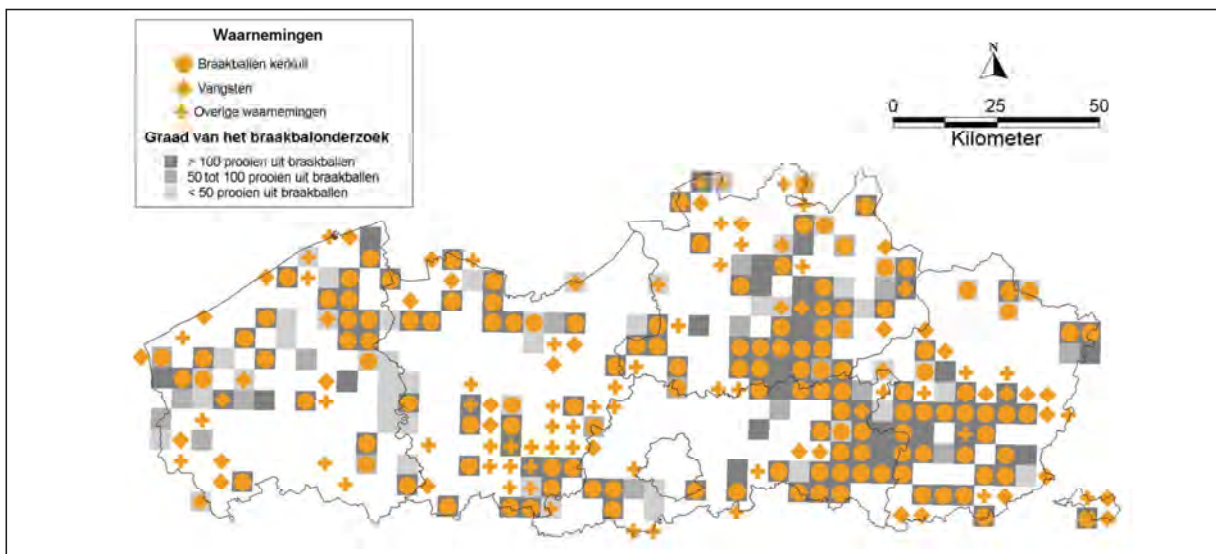 Waarnemingen
Braakballen kerkuil
Vangsten
Overige waarnemingen
Graad van het braakbalonderzoek
> 100 prooien uit braakballen
50 tot 100 prooien uit braakballen
< 50 prooien uit braakballen
N
0 25 50
Kilometer